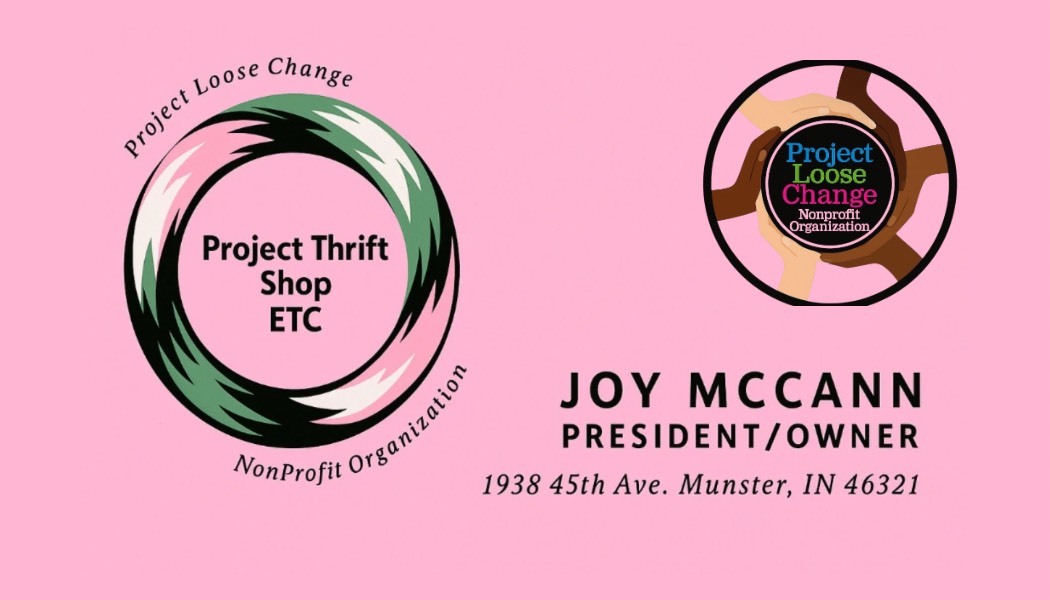 Project Loose Change
Project Thrift
Shop
ETC
NonProfit Organization
Project
Loose
Change
Nonprofit
Organization
JOY MCCANN
PRESIDENT/OWNER
1938 45th Ave. Munster, IN 46321